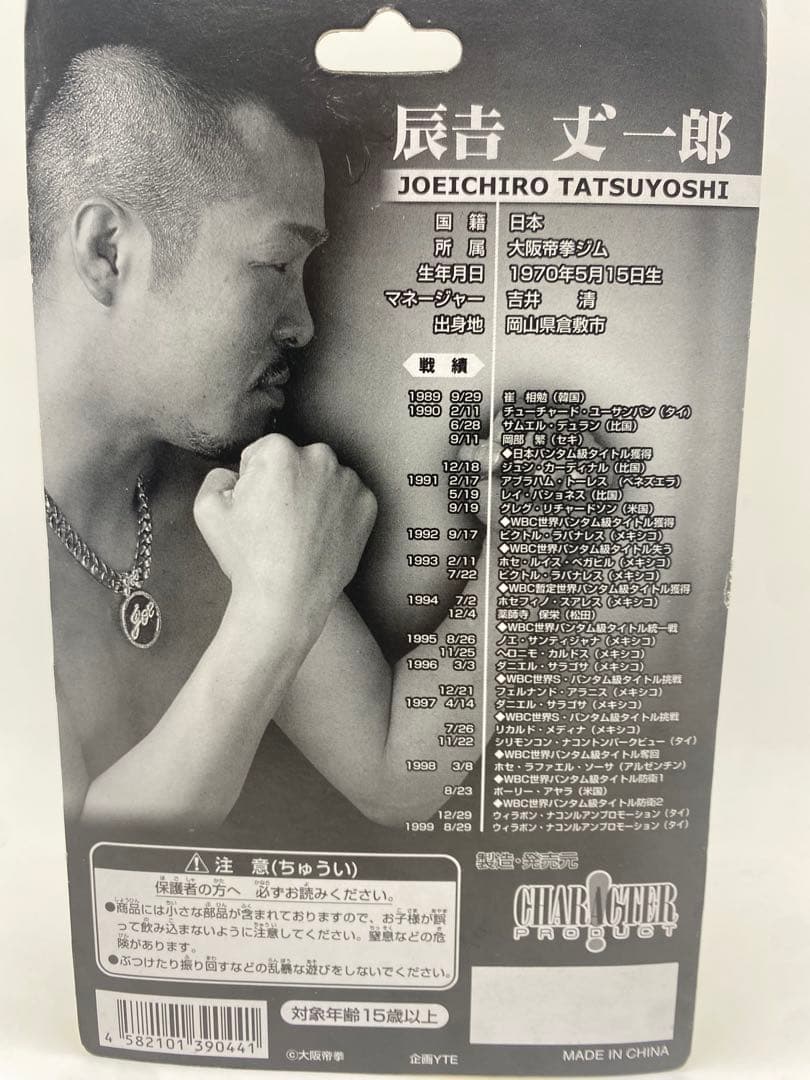 辰吉 丈一郎
JOEICHIRO TATSUYOSHI
国籍 日本
所属 大阪帝拳ジム
生年月日 1970年5月15日生
マネージャー 吉井 清
出身地 岡山県倉敷市
戦績
1989 9/29 崔 相勉(韓国)
1990 2/11 チューチャード・ユーザンパン(タイ)
6/28 サムエル・デュラン(比国)
9/11 岡部 繁(セキ)
◆日本バンタム級タイトル獲得
12/18 ジュン・カーディナル(比国)
1991 2/17 アブラハム・トーレス(ベネズエラ)
5/19 レイ・パショネス(比国)
9/19 グレグ・リチャードソン(米国)
◆WBC世界バンタム級タイトル獲得
1992 9/17 ビクトル・ラバナレス(メキシコ)
◆WBC世界バンタム級タイトル失う
1993 2/11 ホセ・ルイス・ベガヒル(メキシコ)
7/22 ビクトル・ラバナレス(メキシコ)
◆WBC暫定世界バンタム級タイトル獲得
1994 7/2 ホセフィノ・スアレス(メキシコ)
12/4 薬師寺 保栄(松田)
◆WBC世界バンタム級タイトル統一戦
1995 8/26 ノエ・サンティジャナ(メキシコ)
11/25 ヘロニモ・カルドス(メキシコ)
1996 3/3 ダニエル・サラゴサ(メキシコ)
◆WBC世界S・バンタム級タイトル挑戦
12/21 フェルナンド・アラニス(メキシコ)
1997 4/14 ダニエル・サラゴサ(メキシコ)
◆WBC世界S・バンタム級タイトル挑戦
7/26 リカルド・メディナ(メキシコ)
11/22 シリモンコン・ナコントンパークビュー(タイ)
◆WBC世界バンタム級タイトル奪回
1998 3/8 ホセ・ラファエル・ソーサ(アルゼンチン)
◆WBC世界バンタム級タイトル防衛1
8/23 ポーリー・アヤラ(米国)
◆WBC世界バンタム級タイトル防衛2
12/29 ウィラポン・ナコンルアンプロモーション(タイ)
1999 8/29 ウィラポン・ナコンルアンプロモーション(タイ)
joe
注 意(ちゅうい)
保護者の方へ 必ずお読みください。
●商品には小さな部品が含まれておりますので、お子様が誤
って飲み込まないように注意してください。窒息などの危
険があります。
●ぶつけたり振り回すなどの乱暴な遊びをしないでください。
製造・発売元
CHARACTER
PRODUCT
4 582101 390441
対象年齢15歳以上
©大阪帝拳 企画YTE MADE IN CHINA